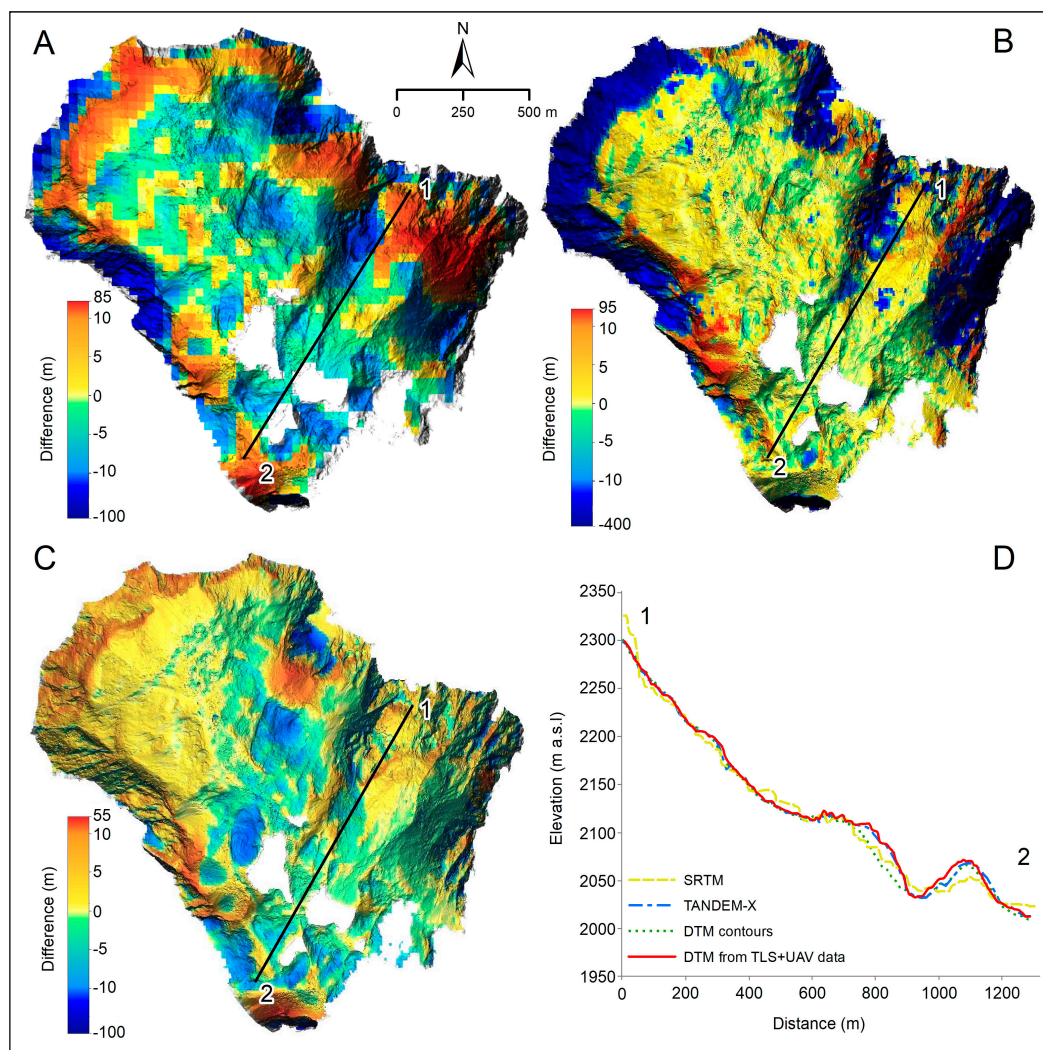 A
N
0 250 500 m
B
1
1
85
10
5
0
-5
-10
-100
Difference (m)
95
10
5
0
-5
-10
-400
Difference (m)
2
2
C
D
1
55
10
5
0
-5
-10
-100
Difference (m)
2
2350
2300
2250
2200
2150
2100
2050
2000
1950
Elevation (m a.s.l)
1
2
SRTM
TANDEM-X
DTM contours
DTM from TLS+UAV data
0 200 400 600 800 1000 1200
Distance (m)